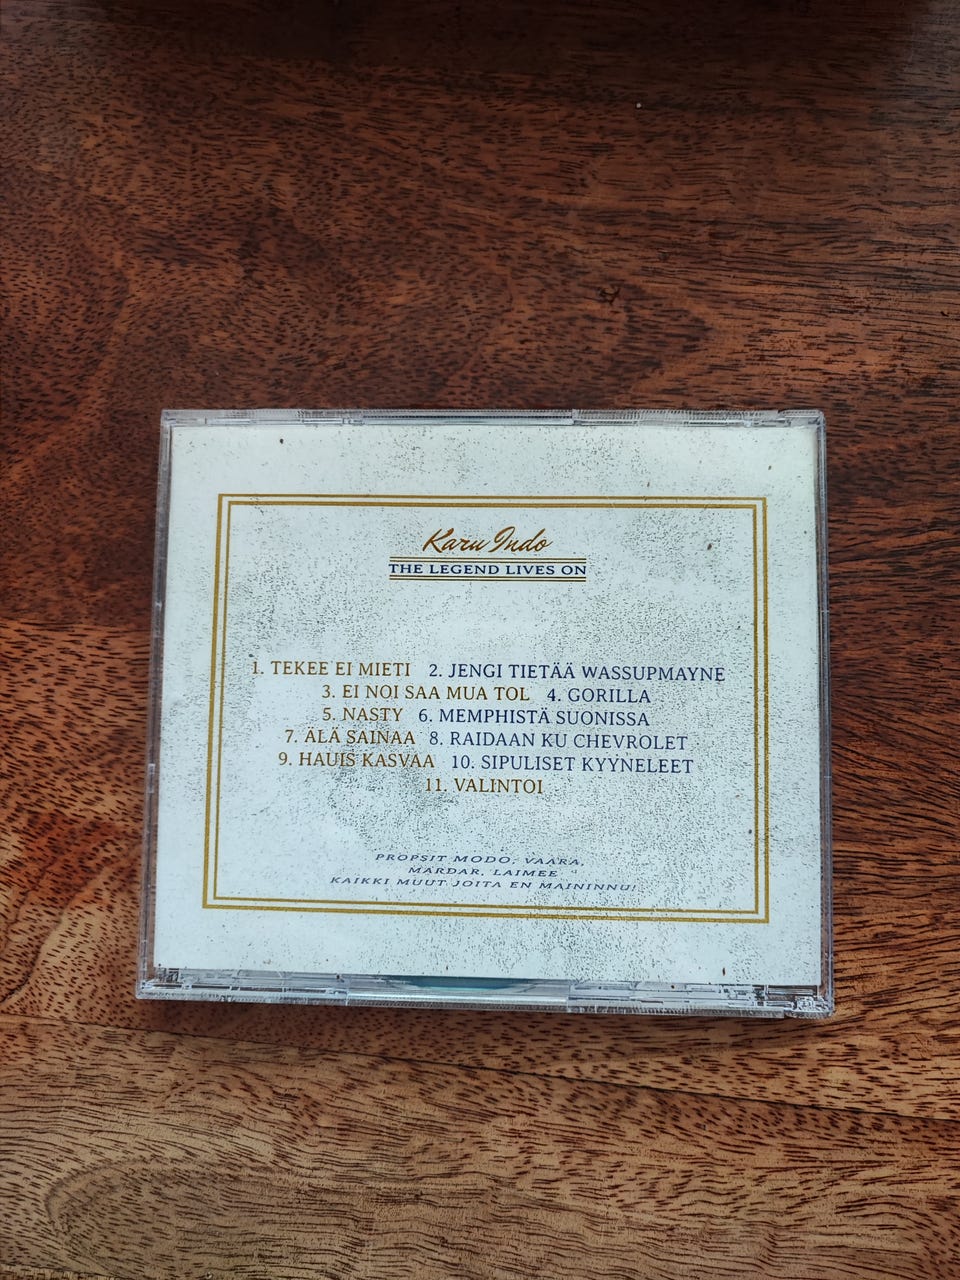 Karu Indo
THE LEGEND LIVES ON
1. TEKEE EI MIETI 2. JENGI TIETÄÄ WASSUPMAYNE
3. EI NOI SAA MUA TOL 4. GORILLA
5. NASTY 6. MEMPHISTÄ SUONISSA
7. ÄLÄ SAINAA 8. RAIDAAN KU CHEVROLET
9. HAUIS KASVAA 10. SIPULISET KYYNELEET
11. VALINTOI
PROPSIT MODO, VAARA,
MARDAR, LAIMEE
KAIKKI MUUT JOITA EN MAININNU!